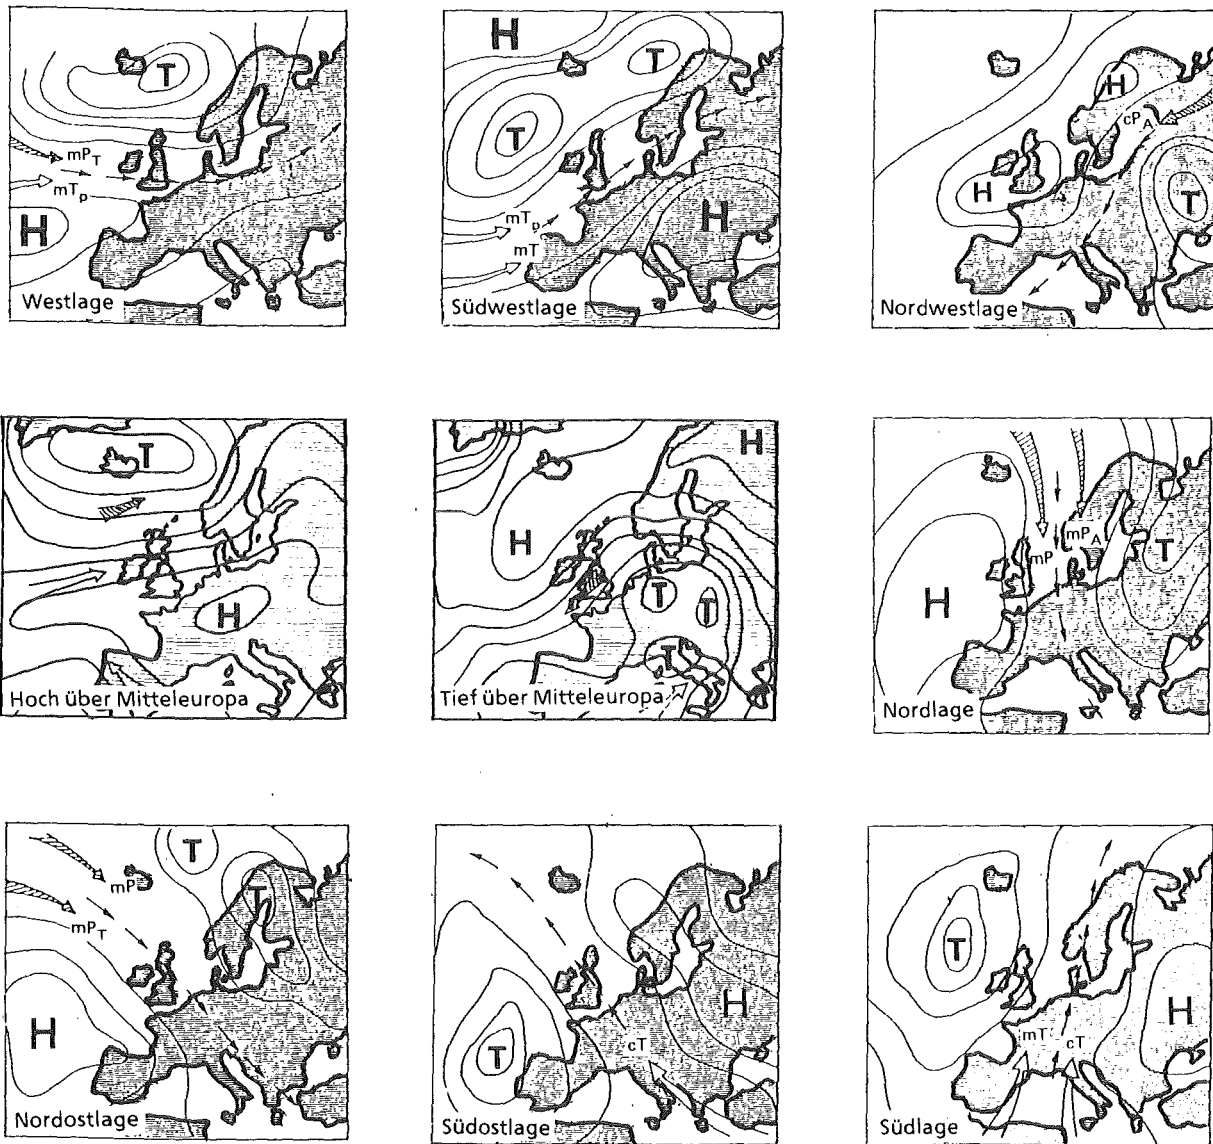 T
mP_T
mT_p
H
Westlage
H
T
T
mT_p
mT
H
Südwestlage
H
cP_A
H
T
Nordwestlage
T
H
Hoch über Mitteleuropa
H
H
T
T
T
Tief über Mitteleuropa
mP_A
mP
T
H
Nordlage
T
T
mP
mP_T
H
Nordostlage
H
cT
T
Südostlage
T
H
mT
cT
Südlage